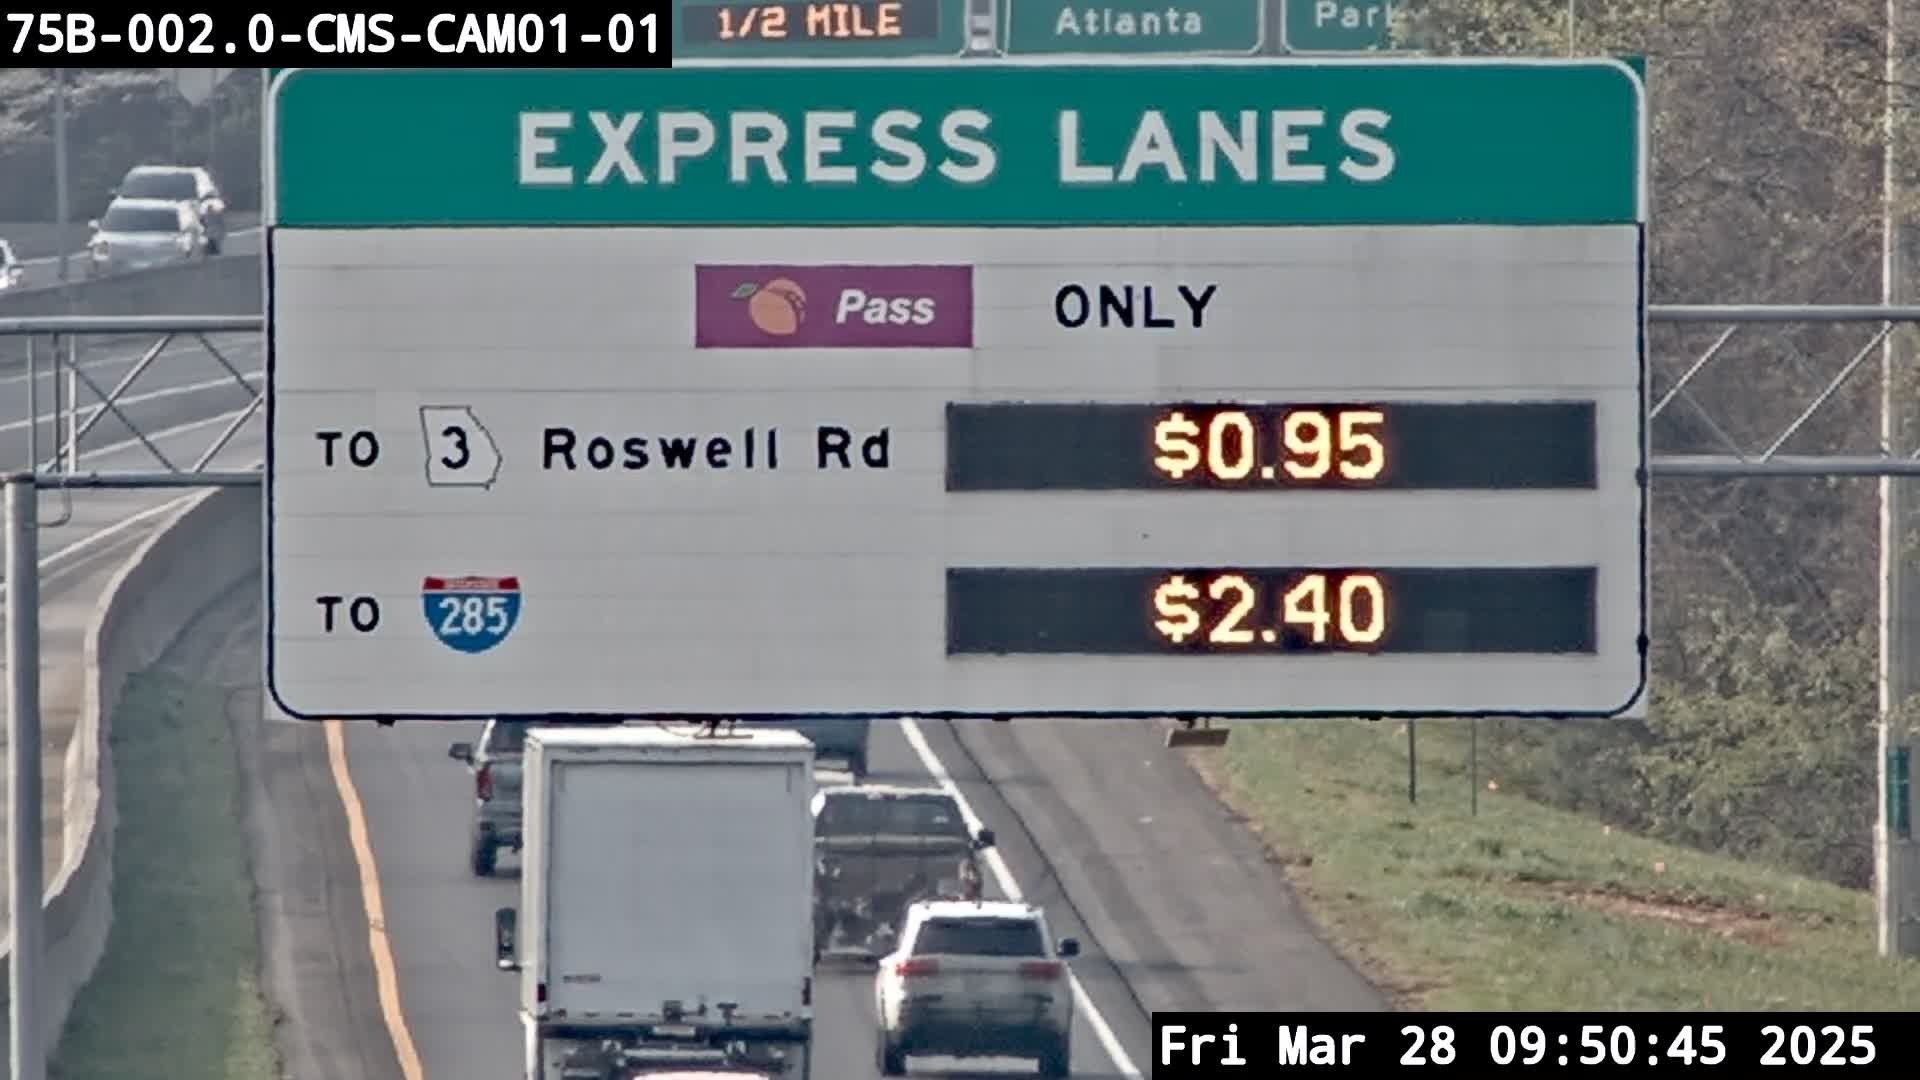 75B-002.0-CMS-CAM01-01
1/2 MILE
Atlanta
EXPRESS LANES
Pass ONLY
TO 3 Roswell Rd $0.95
TO 285 $2.40
Fri Mar 28 09:50:45 2025